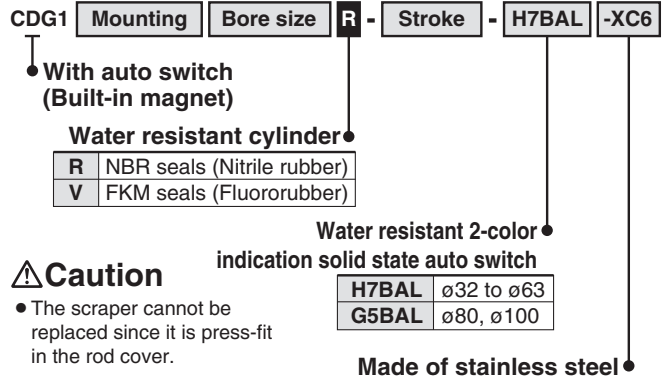 CDG1 Mounting Bore size R - Stroke - H7BAL -XC6
With auto switch
(Built-in magnet)
Water resistant cylinder
R NBR seals (Nitrile rubber)
V FKM seals (Fluororubber)
Water resistant 2-color
indication solid state auto switch
H7BAL ø32 to ø63
G5BAL ø80, ø100
Caution
• The scraper cannot be
replaced since it is press-fit
in the rod cover.
Made of stainless steel